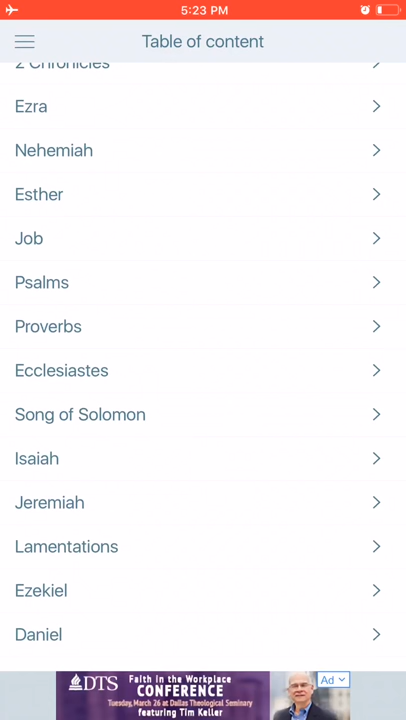 5:23 PM
Table of content
2 Chronicles
Ezra
Nehemiah
Esther
Job
Psalms
Proverbs
Ecclesiastes
Song of Solomon
Isaiah
Jeremiah
Lamentations
Ezekiel
Daniel
DTS
Faith in the Workplace
CONFERENCE
Tuesday, March 26 at Dallas Theological Seminary
featuring Tim Keller
Ad